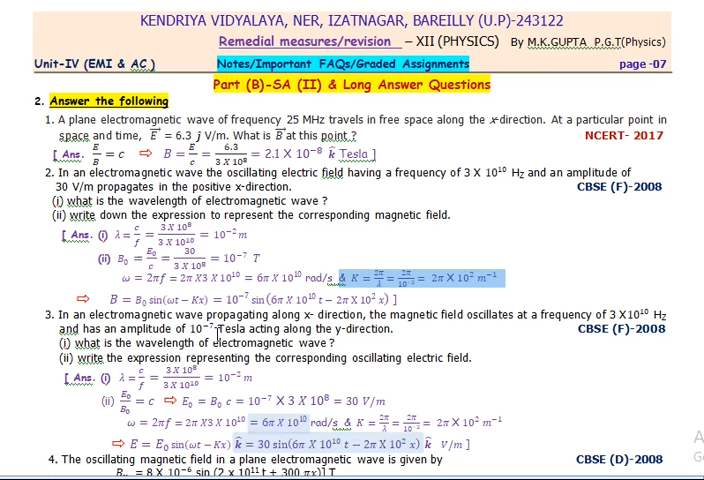 KENDRIYA VIDYALAYA, NER, IZATNAGAR, BAREILLY (U.P)-243122
Remedial measures/revision – XII (PHYSICS) By M.K.GUPTA P.G.T(Physics)
Unit-IV (EMI & AC ) Notes/Important FAQs/Graded Assignments page -07
Part (B)-SA (II) & Long Answer Questions
2. Answer the following
1. A plane electromagnetic wave of frequency 25 MHz travels in free space along the x-direction. At a particular point in
space and time, E⃗ = 6.3 j V/m. What is B⃗ at this point ? NCERT- 2017
[ Ans. E/B = c ⇨ B = E/c = 6.3/3 X 10⁸ = 2.1 X 10⁻⁸ k̂ Tesla ]
2. In an electromagnetic wave the oscillating electric field having a frequency of 3 X 10¹⁰ Hz and an amplitude of
30 V/m propagates in the positive x-direction. CBSE (F)-2008
(i) what is the wavelength of electromagnetic wave ?
(ii) write down the expression to represent the corresponding magnetic field.
[ Ans. (i) λ = c/f = 3 X 10⁸/3 X 10¹⁰ = 10⁻² m
(ii) B₀ = E₀/c = 30/3 X 10⁸ = 10⁻⁷ T
ω = 2πf = 2π X3 X 10¹⁰ = 6π X 10¹⁰ rad/s & K = 2π/λ = 2π/10⁻² = 2π X 10² m⁻¹
⇨ B = B₀ sin(ωt – Kx) = 10⁻⁷ sin(6π X 10¹⁰ t – 2π X 10² x) ]
3. In an electromagnetic wave propagating along x- direction, the magnetic field oscillates at a frequency of 3 X10¹⁰ Hz
and has an amplitude of 10⁻⁷ Tesla acting along the y-direction. CBSE (F)-2008
(i) what is the wavelength of electromagnetic wave ?
(ii) write the expression representing the corresponding oscillating electric field.
[ Ans. (i) λ = c/f = 3 X 10⁸/3 X 10¹⁰ = 10⁻² m
(ii) E₀/B₀ = c ⇨ E₀ = B₀ c = 10⁻⁷ X 3 X 10⁸ = 30 V/m
ω = 2πf = 2π X3 X 10¹⁰ = 6π X 10¹⁰ rad/s & K = 2π/λ = 2π/10⁻² = 2π X 10² m⁻¹
⇨ E = E₀ sin(ωt – Kx) k̂ = 30 sin(6π X 10¹⁰ t – 2π X 10² x) k̂ V/m ]
4. The oscillating magnetic field in a plane electromagnetic wave is given by CBSE (D)-2008
= 8 X 10⁻⁶ sin (2 x 10¹¹ t + 300 πx)] T